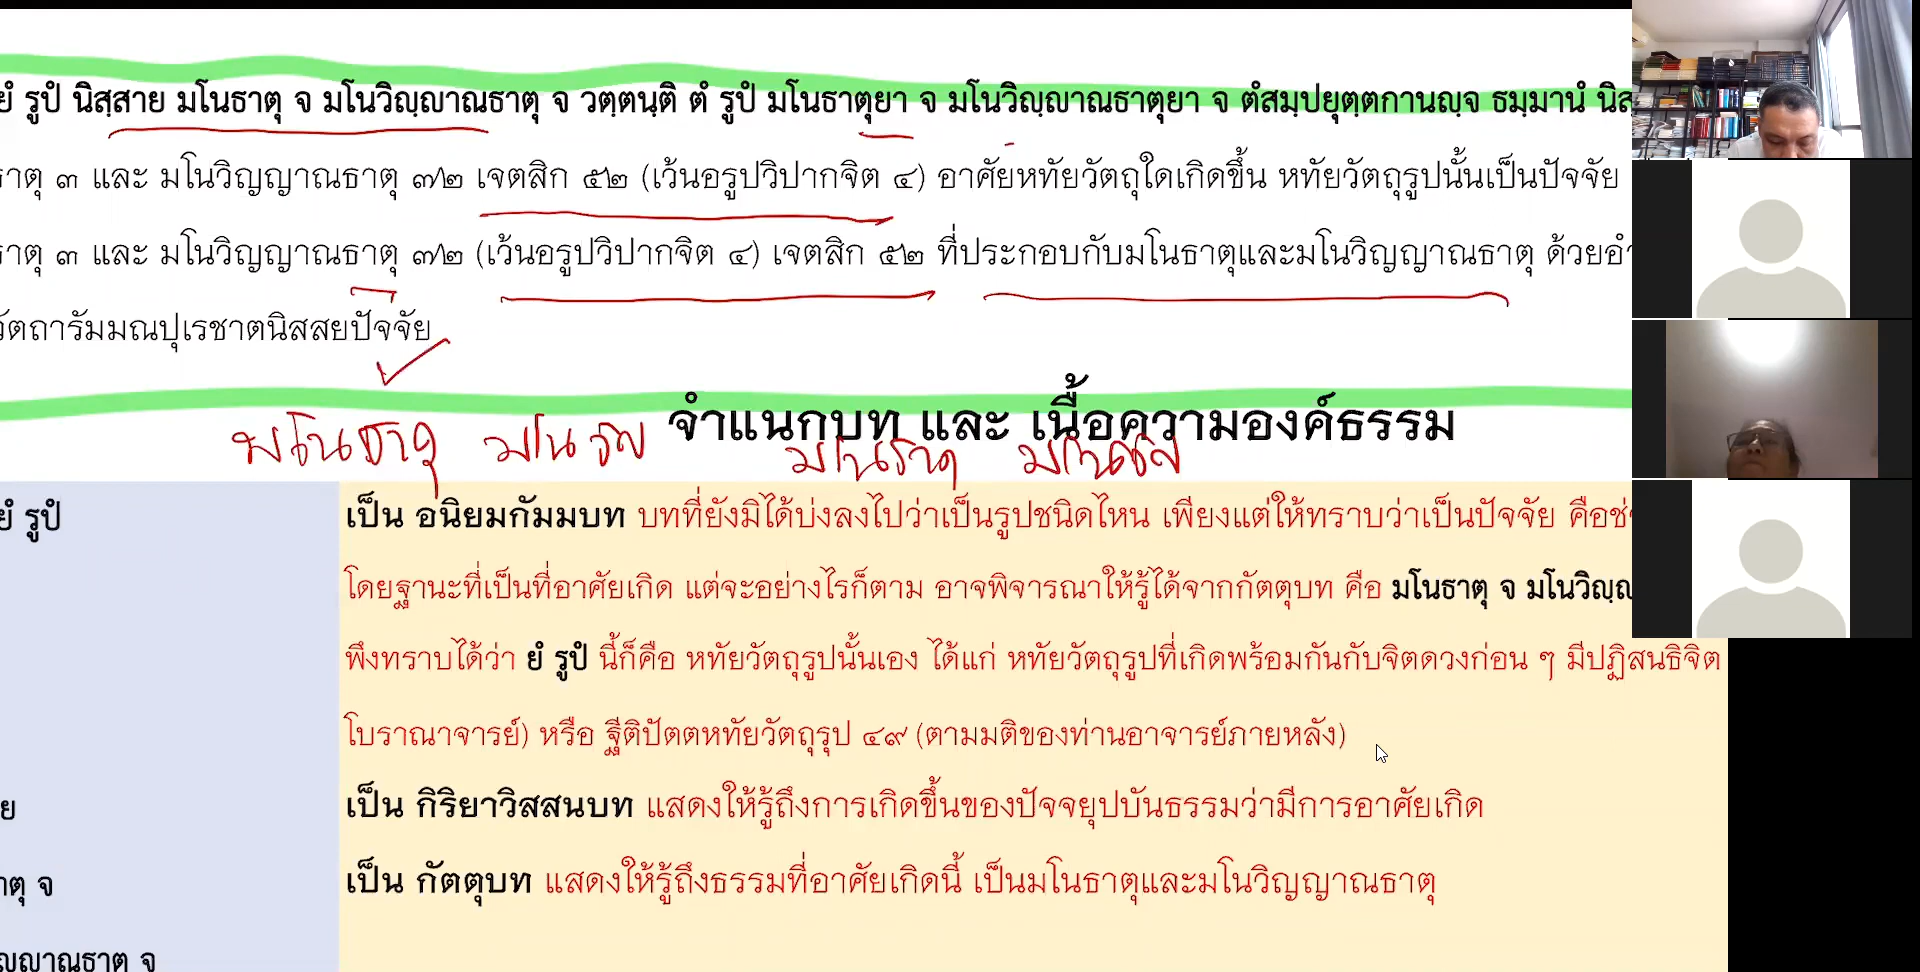 ยํ รูปํ นิสฺสาย มโนธาตุ จ มโนวิญฺญาณธาตุ จ วตฺตนฺติ ตํ รูปํ มโนธาตุยา จ มโนวิญฺญาณธาตุยา จ ตํสมฺปยุตฺตกานญฺจ ธมฺมานํ นิส
ธาตุ ๓ และ มโนวิญญาณธาตุ ๗๒ เจตสิก ๕๒ (เว้นอรูปวิปากจิต ๔) อาศัยหทัยวัตถุใดเกิดขึ้น หทัยวัตถุรูปนั้นเป็นปัจจัย
ธาตุ ๓ และ มโนวิญญาณธาตุ ๗๒ (เว้นอรูปวิปากจิต ๔) เจตสิก ๕๒ ที่ประกอบกับมโนธาตุและมโนวิญญาณธาตุ ด้วยอำ
วัตถารัมมณปุเรชาตนิสสยปัจจัย
จำแนกบท และ เนื้อความองค์ธรรม
มโนธาตุ มโนวิญ มโนธาตุ
ยํ รูปํ
เป็น อนิยมกัมมบท บทที่ยังมิได้บ่งลงไปว่าเป็นรูปชนิดไหน เพียงแต่ให้ทราบว่าเป็นปัจจัย คือช่
โดยฐานะที่เป็นที่อาศัยเกิด แต่จะอย่างไรก็ตาม อาจพิจารณาให้รู้ได้จากกัตตุบท คือ มโนธาตุ จ มโนวิญฺญ
พึงทราบได้ว่า ยํ รูปํ นี้ก็คือ หทัยวัตถุรูปนั้นเอง ได้แก่ หทัยวัตถุรูปที่เกิดพร้อมกันกับจิตดวงก่อน ๆ มีปฏิสนธิจิต
โบราณาจารย์) หรือ ฐีติปัตตหทัยวัตถุรุป ๔๙ (ตามมติของท่านอาจารย์ภายหลัง)
ย
เป็น กิริยาวิสสนบท แสดงให้รู้ถึงการเกิดขึ้นของปัจจยุปบันธรรมว่ามีการอาศัยเกิด
าตุ จ
เป็น กัตตุบท แสดงให้รู้ถึงธรรมที่อาศัยเกิดนี้ เป็นมโนธาตุและมโนวิญญาณธาตุ
ญฺญาณธาตุ จ